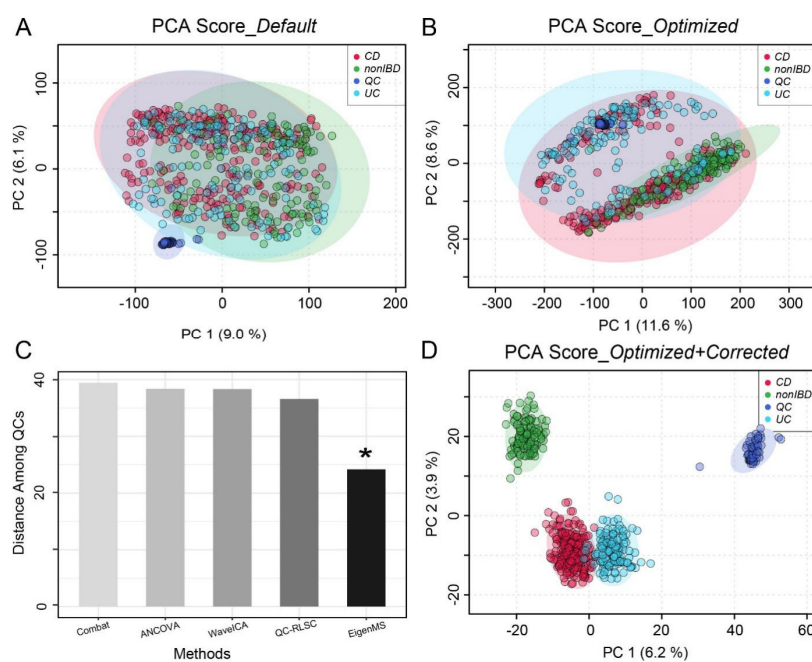 A
PCA Score_Default
CD
nonIBD
QC
UC
PC 2 (6.1 %)
100
0
-100
-100
0
100
200
PC 1 (9.0 %)
B
PCA Score_Optimized
CD
nonIBD
QC
UC
PC 2 (8.6 %)
200
0
-200
-300
-200
-100
0
100
200
300
PC 1 (11.6 %)
C
Distance Among QCs
40
20
0
*
Combat
ANCOVA
WaveICA
QC-RLSC
EigenMS
Methods
D
PCA Score_Optimized+Corrected
CD
nonIBD
QC
UC
PC 2 (3.9 %)
20
0
-20
-20
0
20
40
60
PC 1 (6.2 %)